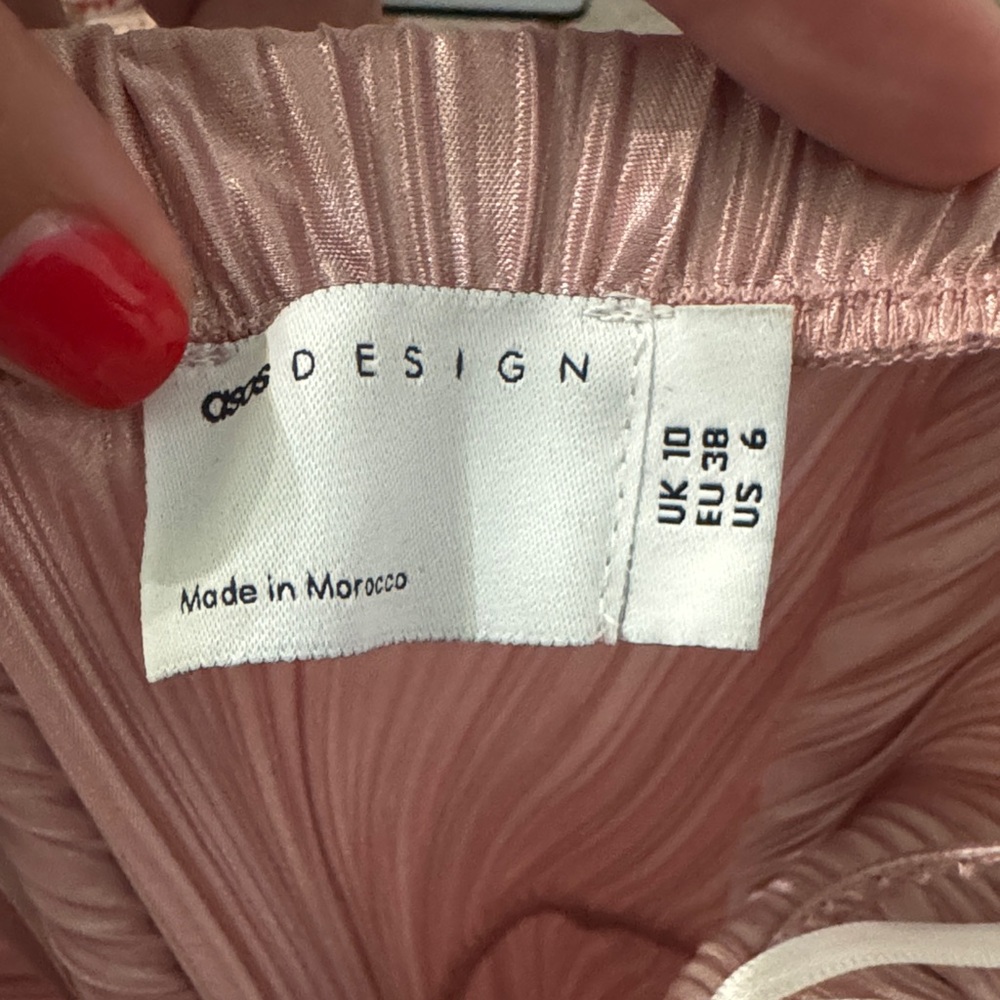 asos DESIGN
Made in Morocco
UK 10
EU 38
US 6